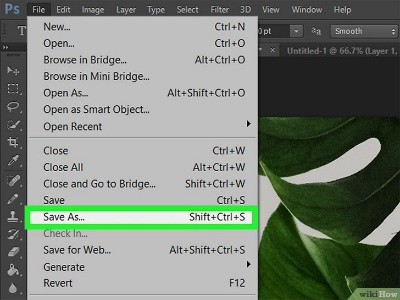 Ps File Edit Image Layer Type Select Filter 3D
T 0 pt aa Smooth
Untitled-1 @ 66.7% (Layer 1,
New... Ctrl+N
Open... Ctrl+O
Browse in Bridge... Alt+Ctrl+O
Browse in Mini Bridge...
Open As... Alt+Shift+Ctrl+O
Open as Smart Object...
Open Recent
Close Ctrl+W
Close All Alt+Ctrl+W
Close and Go to Bridge... Shift+Ctrl+W
Save Ctrl+S
Save As... Shift+Ctrl+S
Check In...
Save for Web... Alt+Shift+Ctrl+S
Generate
Revert F12
wikiHow